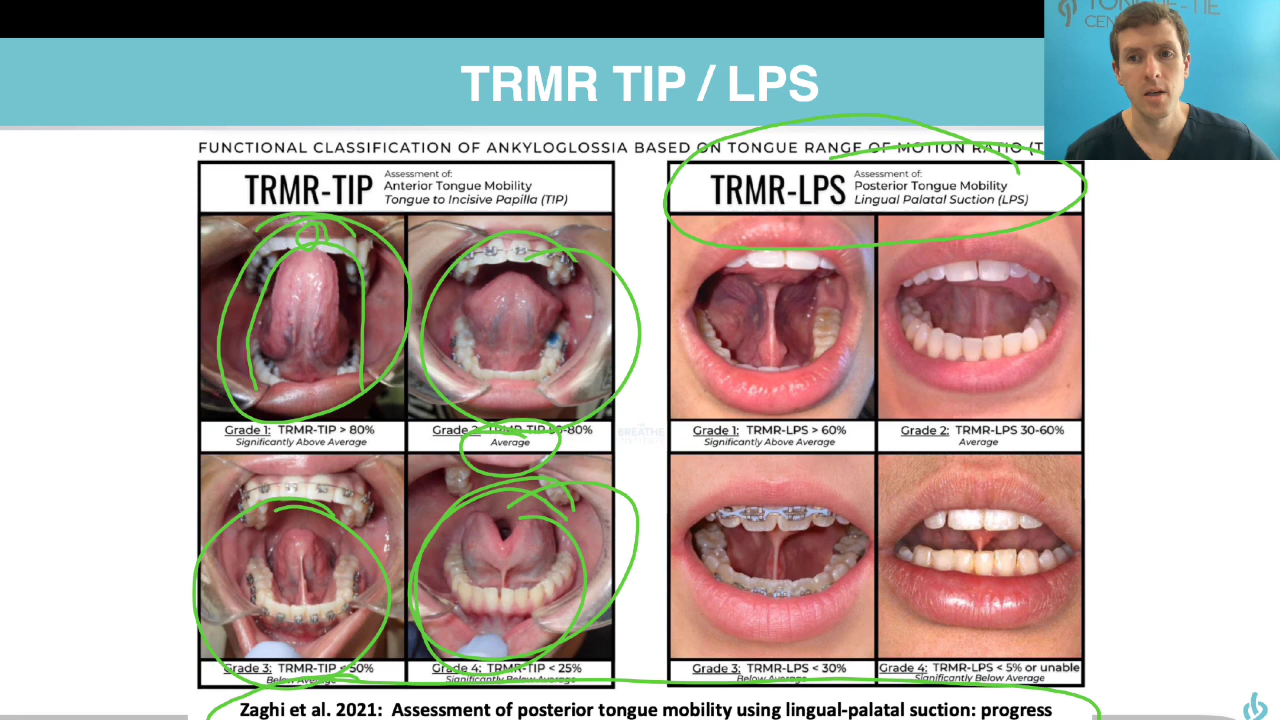 TONGUE-TIE
CEN
TRMR TIP / LPS
FUNCTIONAL CLASSIFICATION OF ANKYLOGLOSSIA BASED ON TONGUE RANGE OF MOTION RATIO (T
TRMR-TIP
Assessment of:
Anterior Tongue Mobility
Tongue to Incisive Papilla (TIP)
TRMR-LPS
Assessment of:
Posterior Tongue Mobility
Lingual Palatal Suction (LPS)
Grade 1: TRMR-TIP > 80%
Significantly Above Average
Grade 2: TRMR-TIP 50-80%
Average
BREATHE
Grade 1: TRMR-LPS > 60%
Significantly Above Average
Grade 2: TRMR-LPS 30-60%
Average
Grade 3: TRMR-TIP < 50%
Below Average
Grade 4: TRMR-TIP < 25%
Significantly Below Average
Grade 3: TRMR-LPS < 30%
Below Average
Grade 4: TRMR-LPS < 5% or unable
Significantly Below Average
Zaghi et al. 2021: Assessment of posterior tongue mobility using lingual-palatal suction: progress